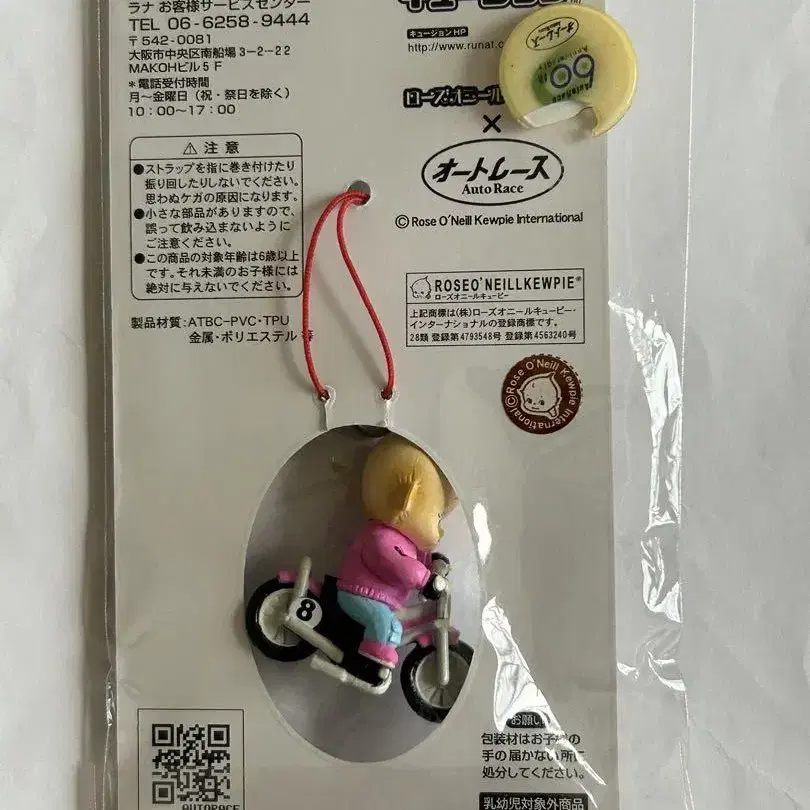 ラナ お客様サービスセンター
TEL 06-6258-9444
〒542-0081
大阪市中央区南船場3-2-22
MAKOHビル5F
*電話受付時間
月～金曜日(祝・祭日を除く)
10:00～17:00
⚠ 注意
●ストラップを指に巻き付けたり
振り回したりしないでください。
思わぬケガの原因になります。
●小さな部品がありますので、
誤って飲み込まないように
ご注意ください。
●この商品の対象年齢は6歳以上
です。それ未満のお子様には
絶対に与えないでください。
製品材質:ATBC-PVC・TPU
金属・ポリエステル 等
キューピーHP
http://www.runat.c
ローズオニール
×
オートレース
Auto Race
©Rose O'Neill Kewpie International
ROSEO'NEILLKEWPIE®
ローズオニールキューピー
上記商標は(株)ローズオニールキューピー・
インターナショナルの登録商標です。
28類 登録第4793548号 登録第4563240号
©Rose O'Neill Kewpie International
オートレース
60th
Anniversary
AutoRace
8
AUTORACE
お願い
包装材はお子様の
手の届かない所に
処分してください。
乳幼児対象外商品